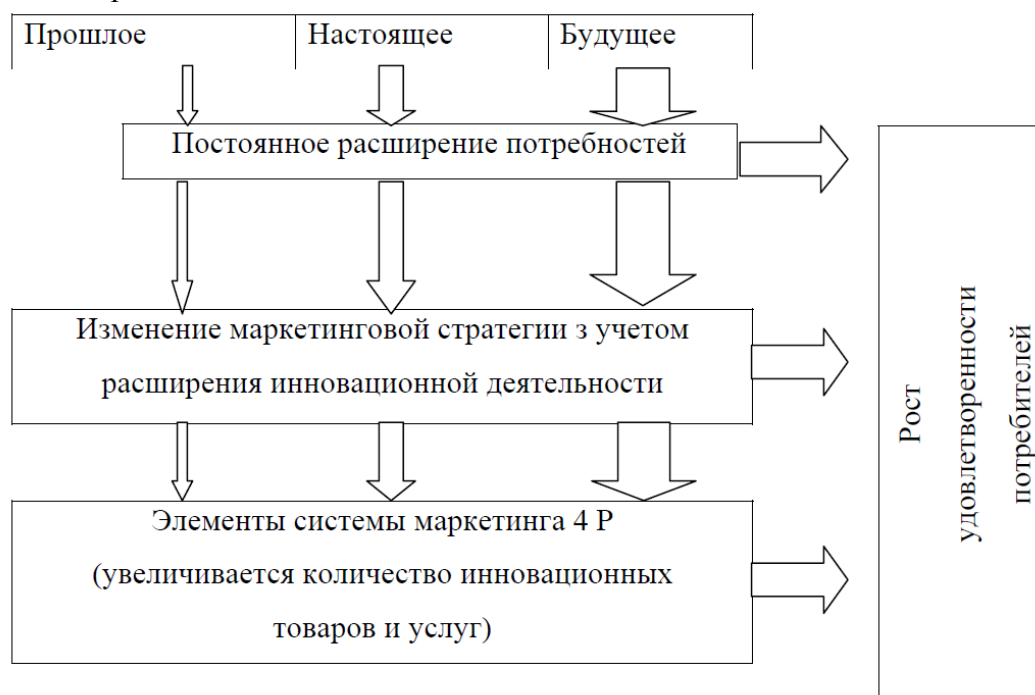 Прошлое
Настоящее
Будущее
Постоянное расширение потребностей
Изменение маркетинговой стратегии з учетом
расширения инновационной деятельности
Элементы системы маркетинга 4 Р
(увеличивается количество инновационных
товаров и услуг)
Рост
удовлетворенности
потребителей